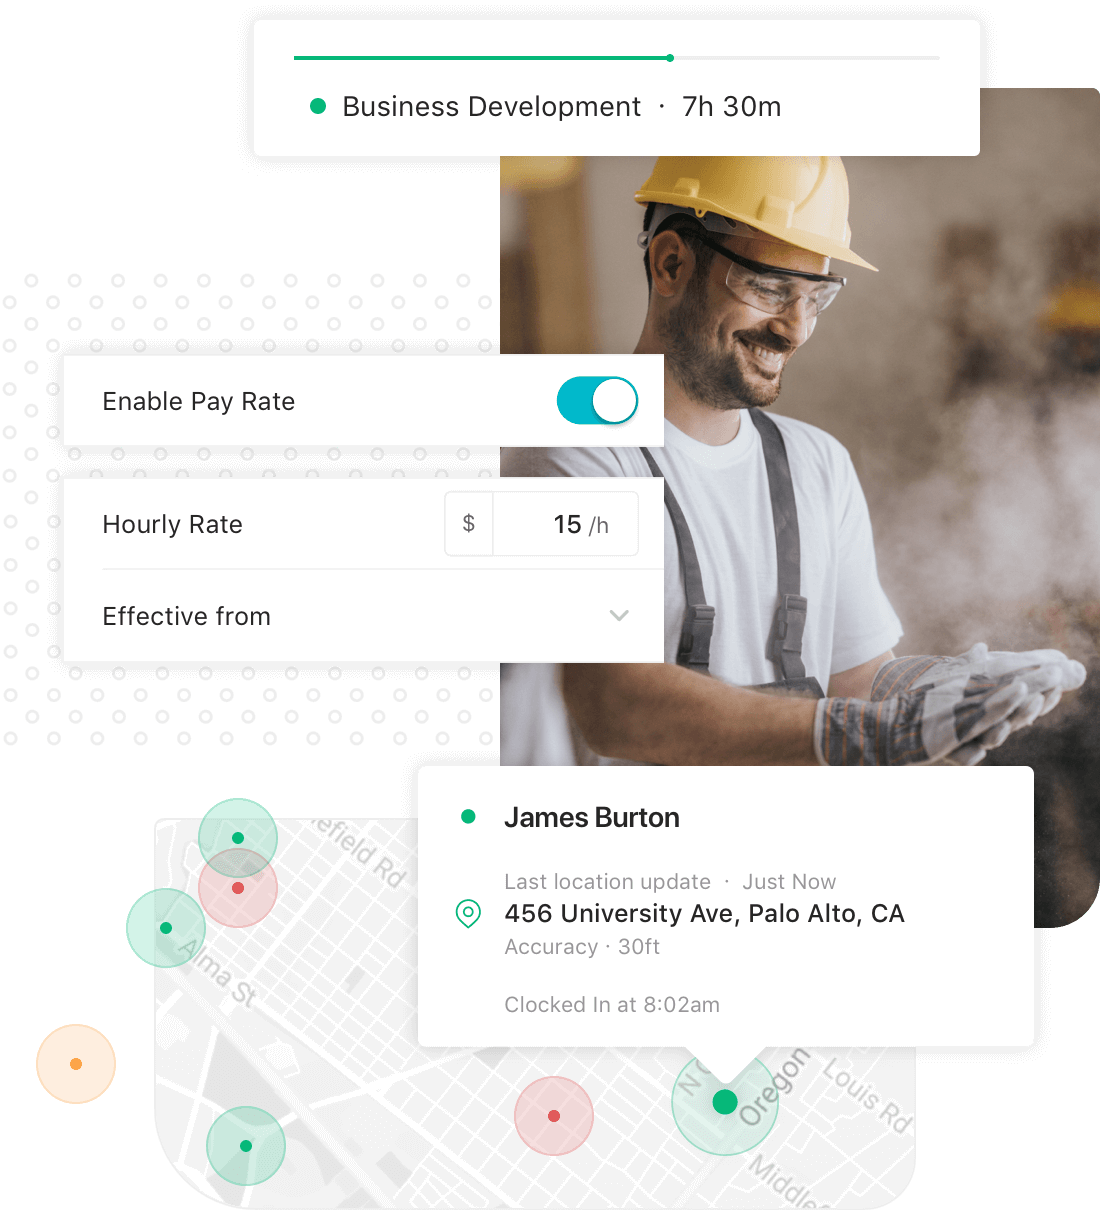 Business Development · 7h 30m
Enable Pay Rate
Hourly Rate $ 15 /h
Effective from
James Burton
Last location update · Just Now
456 University Ave, Palo Alto, CA
Accuracy · 30ft
Clocked In at 8:02am
Rd
Alma St
Oregon
Louis Rd